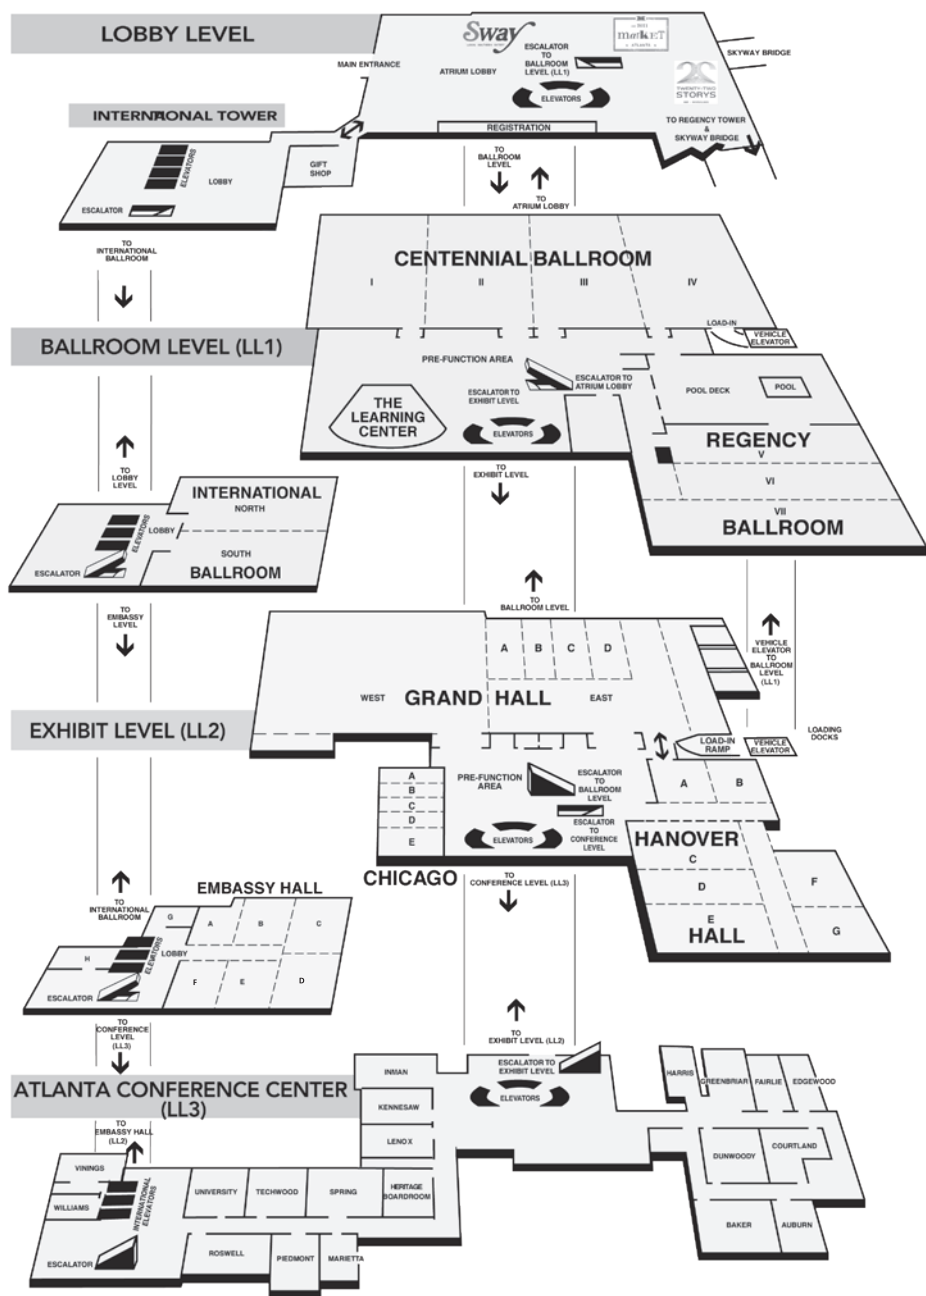 LOBBY LEVEL
Sway
market
ATLANTA
SKYWAY BRIDGE
ESCALATOR
TO
BALLROOM
LEVEL (LL1)
MAIN ENTRANCE
ATRIUM LOBBY
22
TWENTY-TWO
STORYS
ELEVATORS
INTERNATIONAL TOWER
REGISTRATION
TO REGENCY TOWER
&
SKYWAY BRIDGE
ELEVATORS
LOBBY
GIFT
SHOP
ESCALATOR
TO
BALLROOM
LEVEL
TO
ATRIUM LOBBY
TO
INTERNATIONAL
BALLROOM
CENTENNIAL BALLROOM
I
II
III
IV
BALLROOM LEVEL (LL1)
LOAD-IN
VEHICLE
ELEVATOR
PRE-FUNCTION AREA
ESCALATOR TO
ATRIUM LOBBY
ESCALATOR TO
EXHIBIT LEVEL
POOL DECK
POOL
THE
LEARNING
CENTER
ELEVATORS
REGENCY
V
VI
VII
BALLROOM
TO
LOBBY
LEVEL
TO
EXHIBIT LEVEL
INTERNATIONAL
NORTH
LOBBY
ELEVATORS
SOUTH
BALLROOM
ESCALATOR
TO
EMBASSY
LEVEL
TO
BALLROOM LEVEL
VEHICLE
ELEVATOR
TO
BALLROOM
LEVEL
(LL1)
A
B
C
D
WEST
GRAND HALL
EAST
EXHIBIT LEVEL (LL2)
LOADING
DOCKS
LOAD-IN
RAMP
VEHICLE
ELEVATOR
PRE-FUNCTION
AREA
ESCALATOR
TO
BALLROOM
LEVEL
A
B
C
D
E
ESCALATOR
TO
CONFERENCE
LEVEL
ELEVATORS
CHICAGO
A
B
HANOVER
C
D
E
HALL
F
G
TO
CONFERENCE LEVEL (LL3)
TO
INTERNATIONAL
BALLROOM
EMBASSY HALL
G
A
B
C
H
ELEVATORS
LOBBY
F
E
D
ESCALATOR
TO
CONFERENCE
LEVEL
(LL3)
TO
EXHIBIT LEVEL (LL2)
ATLANTA CONFERENCE CENTER
(LL3)
INMAN
KENNESAW
LENOX
ESCALATOR TO
EXHIBIT LEVEL
ELEVATORS
HARRIS
GREENBRIAR
FAIRLIE
EDGEWOOD
DUNWOODY
COURTLAND
BAKER
AUBURN
TO
EMBASSY HALL
(LL2)
VININGS
WILLIAMS
INTERNATIONAL
ELEVATORS
UNIVERSITY
TECHWOOD
SPRING
HERITAGE
BOARDROOM
ESCALATOR
ROSWELL
PIEDMONT
MARIETTA